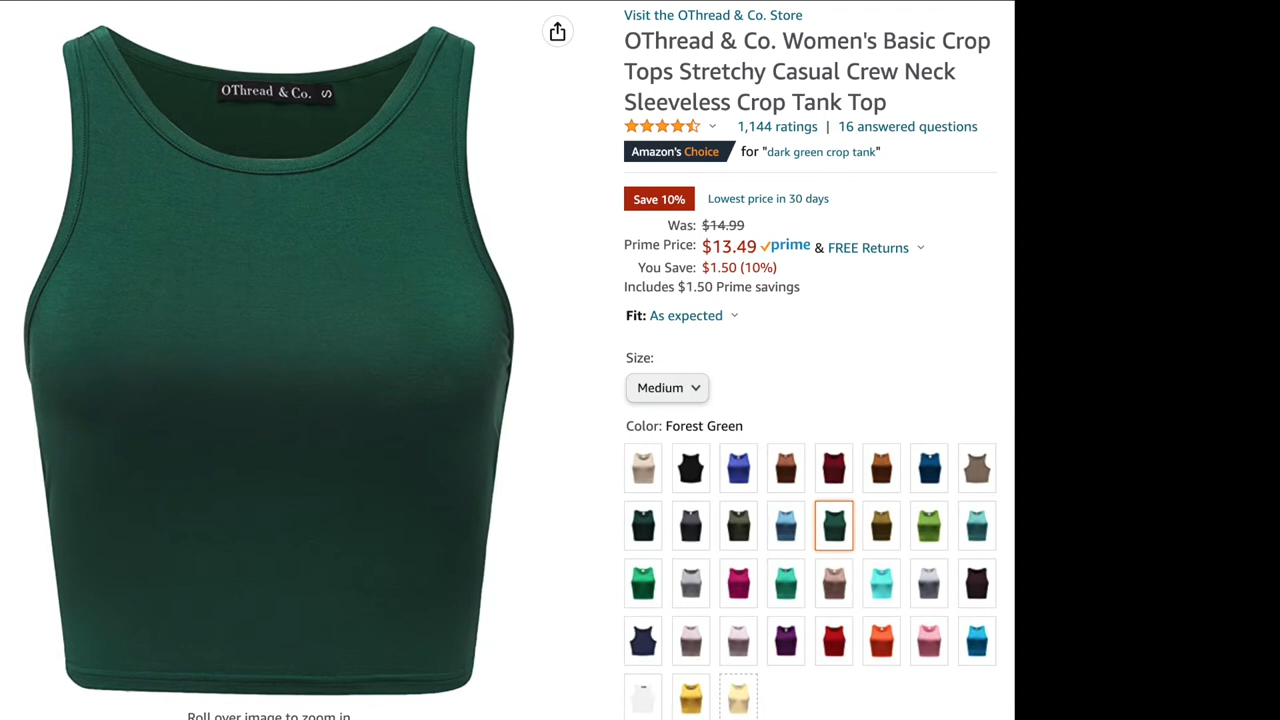 OThread & Co. S
Visit the OThread & Co. Store
OThread & Co. Women's Basic Crop
Tops Stretchy Casual Crew Neck
Sleeveless Crop Tank Top
1,144 ratings | 16 answered questions
Amazon's Choice for "dark green crop tank"
Save 10% Lowest price in 30 days
Was: $14.99
Prime Price: $13.49 prime & FREE Returns
You Save: $1.50 (10%)
Includes $1.50 Prime savings
Fit: As expected
Size:
Medium
Color: Forest Green
Roll over image to zoom in